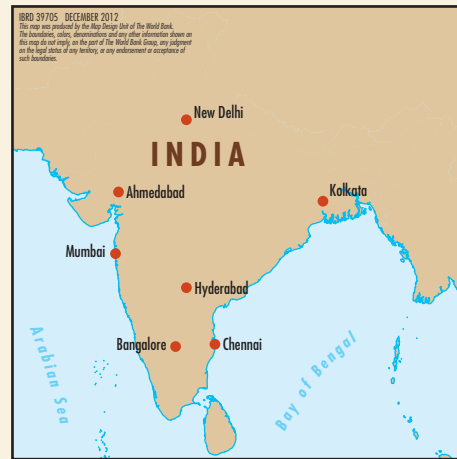 IBRD 39705 DECEMBER 2012
This map was produced by the Map Design Unit of The World Bank.
The boundaries, colors, denominations and any other information shown on
this map do not imply, on the part of The World Bank Group, any judgment
on the legal status of any territory, or any endorsement or acceptance of
such boundaries.
New Delhi
INDIA
Ahmedabad
Kolkata
Mumbai
Hyderabad
Bangalore
Chennai
Arabian Sea
Bay of Bengal